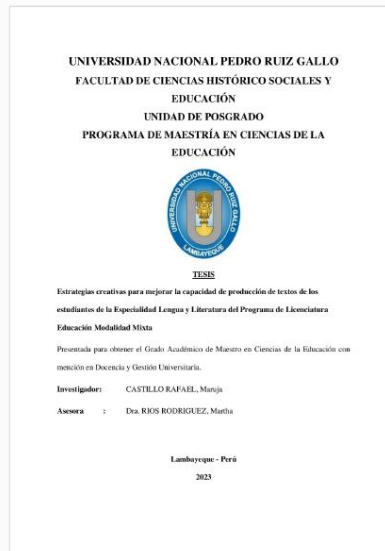 UNIVERSIDAD NACIONAL PEDRO RUIZ GALLO
FACULTAD DE CIENCIAS HISTÓRICO SOCIALES Y
EDUCACIÓN
UNIDAD DE POSGRADO
PROGRAMA DE MAESTRÍA EN CIENCIAS DE LA
EDUCACIÓN
UNIVERSIDAD NACIONAL PEDRO RUIZ GALLO
LAMBAYEQUE
TESIS
Estrategias creativas para mejorar la capacidad de producción de textos de los
estudiantes de la Especialidad Lengua y Literatura del Programa de Licenciatura
Educación Modalidad Mixta
Presentada para obtener el Grado Académico de Maestro en Ciencias de la Educación con
mención en Docencia y Gestión Universitaria.
Investigador: CASTILLO RAFAEL, Maruja
Asesora : Dra. RIOS RODRIGUEZ, Martha
Lambayeque - Perú
2023